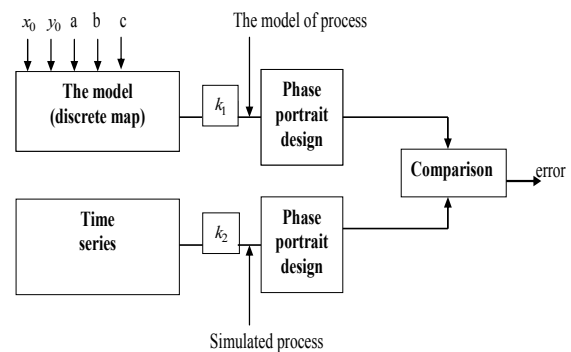 x₀ y₀ a b c
The model of process
The model
(discrete map)
k₁
Phase
portrait
design
Comparison
error
Time
series
k₂
Phase
portrait
design
Simulated process